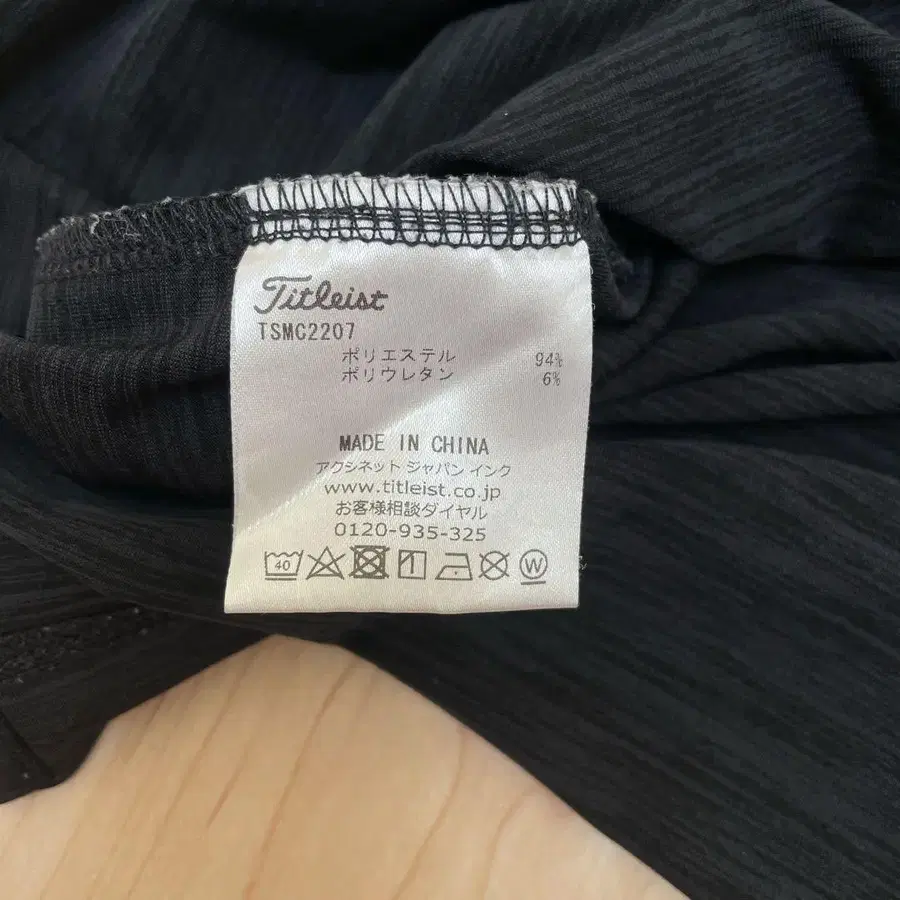 Titleist
TSMC2207
ポリエステル 94%
ポリウレタン 6%
MADE IN CHINA
アクシネット ジャパン インク
www.titleist.co.jp
お客様相談ダイヤル
0120-935-325
40 W